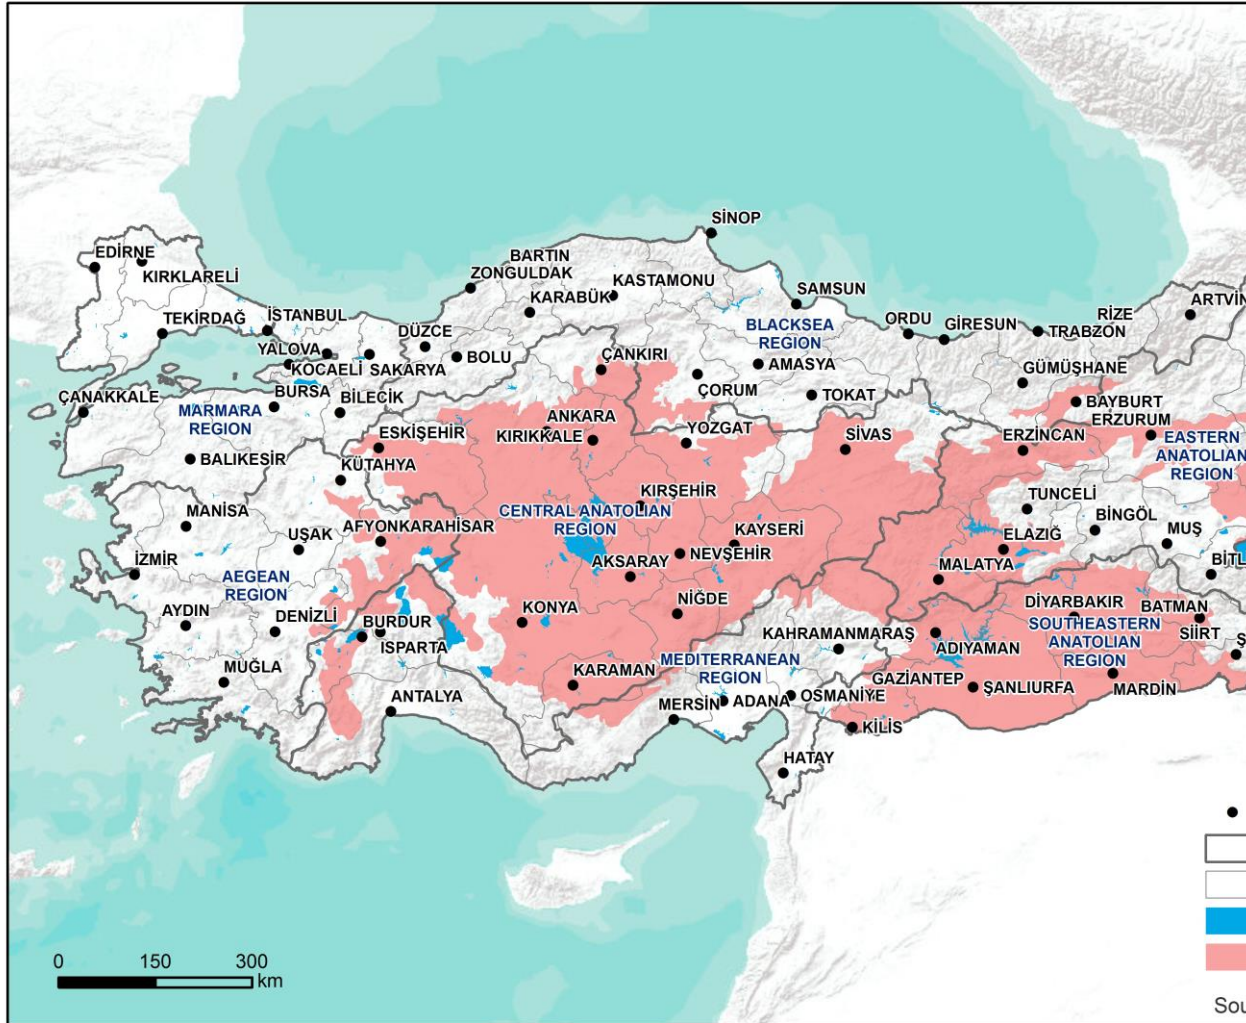 SİNOP
EDİRNE
KIRKLARELİ
BARTIN
ZONGULDAK
KASTAMONU
KARABÜK
SAMSUN
ARTVİN
TEKİRDAĞ
İSTANBUL
DÜZCE
BLACKSEA
REGION
ORDU
GİRESUN
RİZE
TRABZON
YALOVA
KOCAELİ
SAKARYA
BOLU
ÇANKIRI
AMASYA
GÜMÜŞHANE
ÇANAKKALE
BURSA
BİLECİK
ÇORUM
TOKAT
BAYBURT
MARMARA
REGION
ANKARA
ERZURUM
ESKİŞEHİR
KIRIKKALE
YOZGAT
SİVAS
ERZİNCAN
EASTERN
ANATOLIAN
REGION
BALIKESİR
KÜTAHYA
TUNCELİ
MANİSA
KIRŞEHİR
BİNGÖL
UŞAK
AFYONKARAHİSAR
CENTRAL ANATOLIAN
REGION
KAYSERİ
ELAZIĞ
MUŞ
İZMİR
AKSARAY
NEVŞEHİR
MALATYA
BİTL
AEGEAN
REGION
AYDIN
DENİZLİ
BURDUR
KONYA
NİĞDE
DİYARBAKIR
BATMAN
SİİRT
ISPARTA
KAHRAMANMARAŞ
ADIYAMAN
SOUTHEASTERN
ANATOLIAN
REGION
Ş
MUĞLA
KARAMAN
MEDITERRANEAN
REGION
GAZİANTEP
ŞANLIURFA
MARDİN
ANTALYA
MERSİN
ADANA
OSMANİYE
KİLİS
HATAY
0 150 300
km
Sou